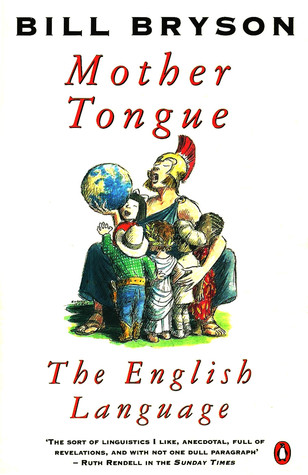 BILL BRYSON
Mother
Tongue
The English
Language
'THE SORT OF LINGUISTICS I LIKE, ANECDOTAL, FULL OF
REVELATIONS, AND WITH NOT ONE DULL PARAGRAPH'
– RUTH RENDELL IN THE SUNDAY TIMES